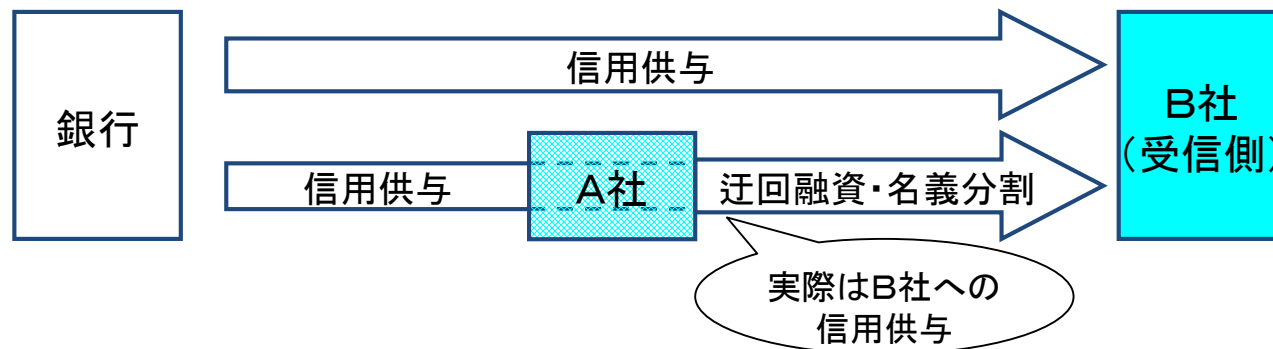 銀行
信用供与
B社
(受信側)
信用供与
A社
迂回融資・名義分割
実際はB社への
信用供与